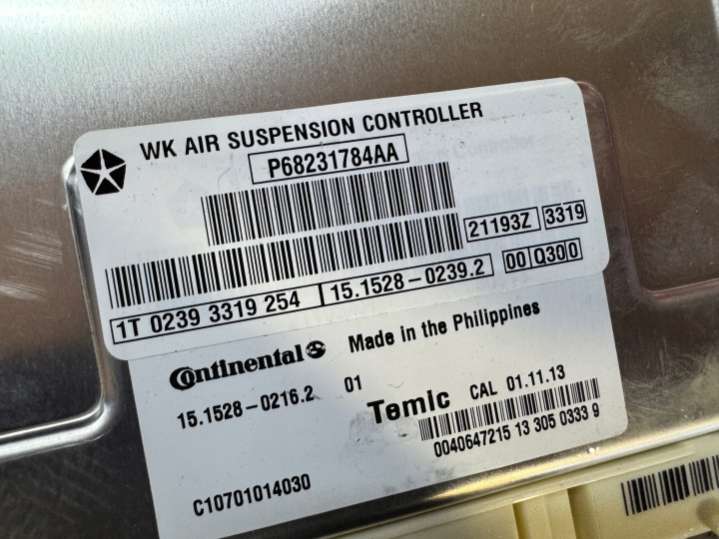 WK AIR SUSPENSION CONTROLLER
P68231784AA
21193Z 3319
1T 0239 3319 254 15.1528-0239.2 00 Q300
Continental Made in the Philippines
15.1528-0216.2 01 Temic CAL 01.11.13
0040647215 13 305 0333 9
C10701014030